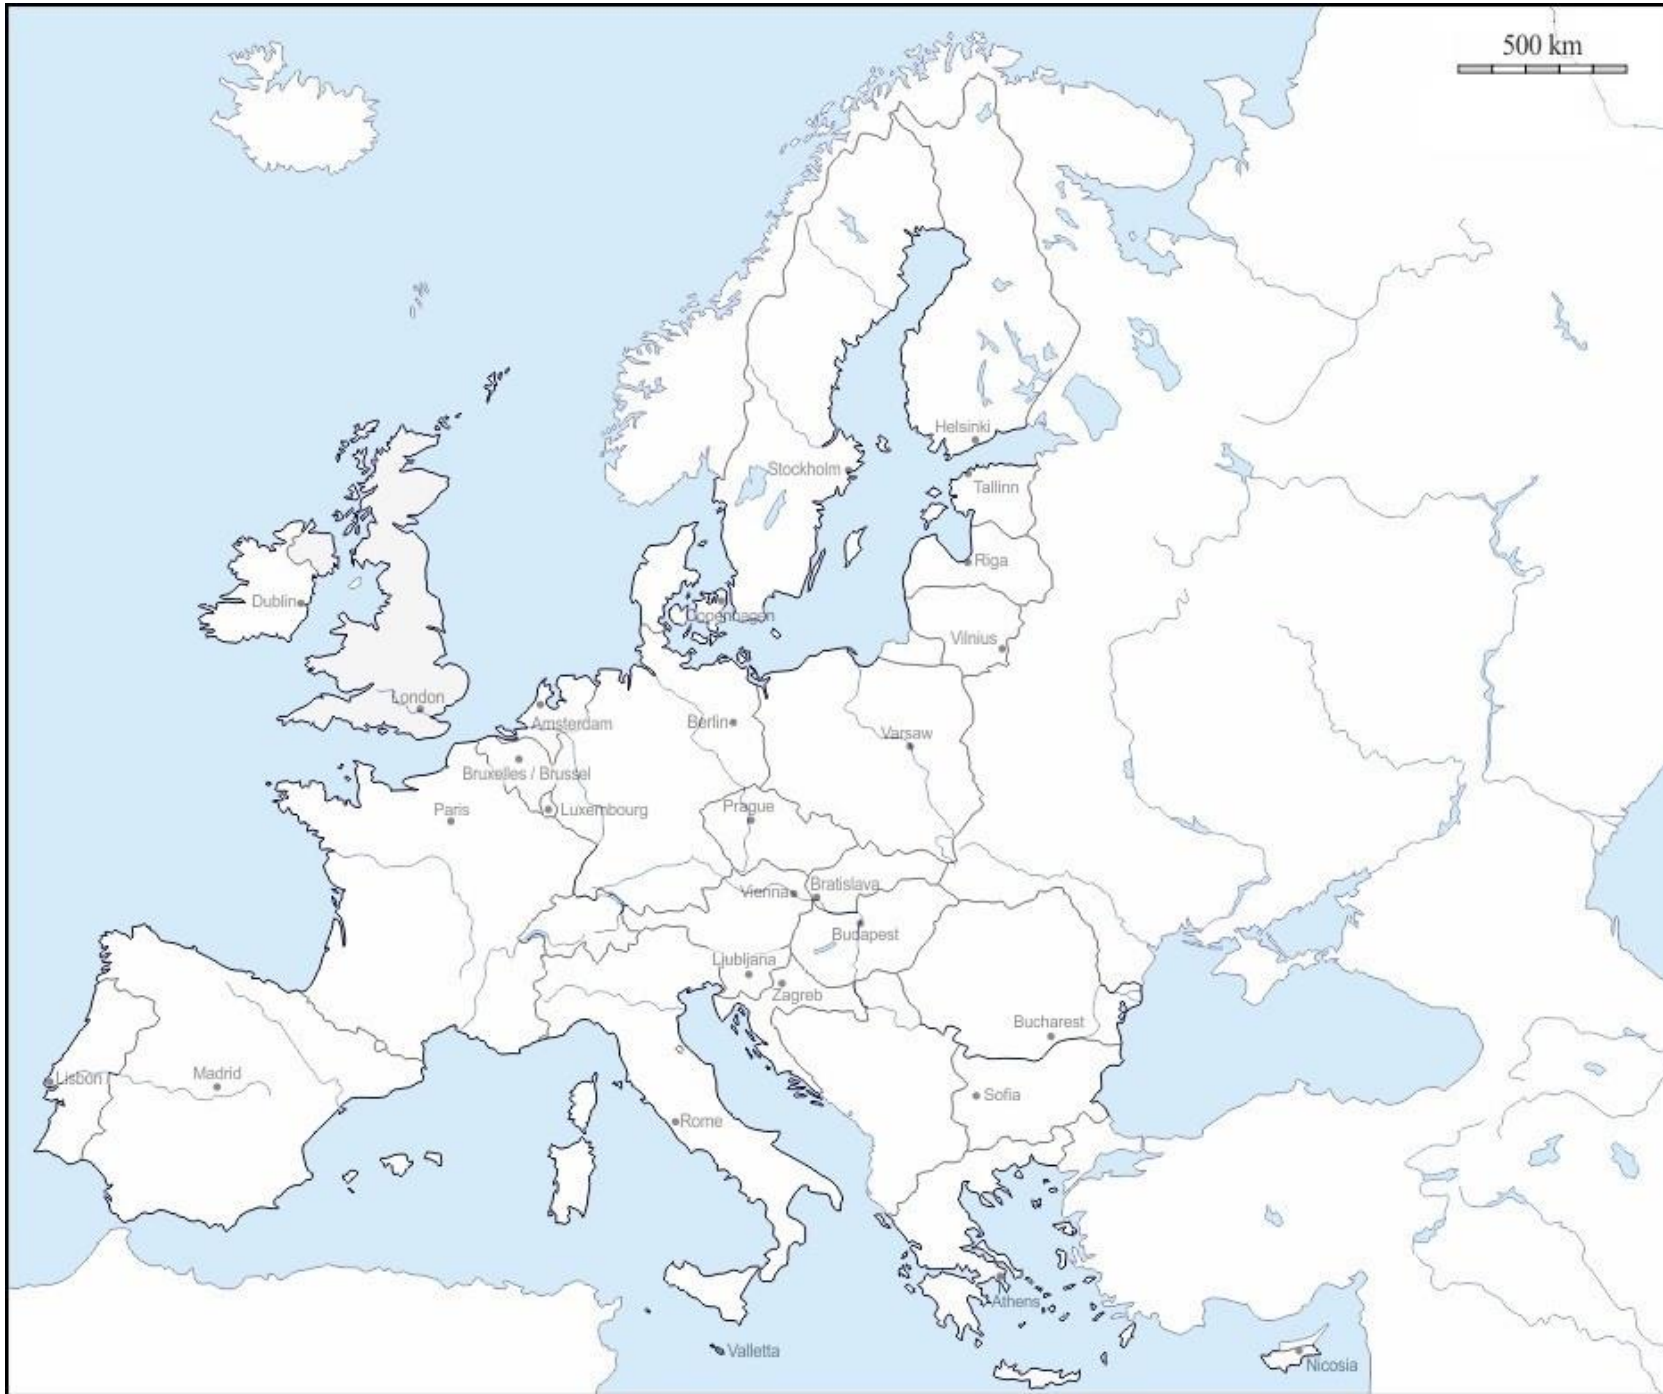 500 km
Helsinki
Stockholm
Tallinn
Riga
Dublin
Copenhagen
Vilnius
London
Amsterdam
Berlin
Varsaw
Bruxelles / Brussel
Paris
Luxembourg
Prague
Vienna
Bratislava
Budapest
Ljubljana
Zagreb
Bucharest
Lisbon
Madrid
Sofia
Rome
Athens
Valletta
Nicosia